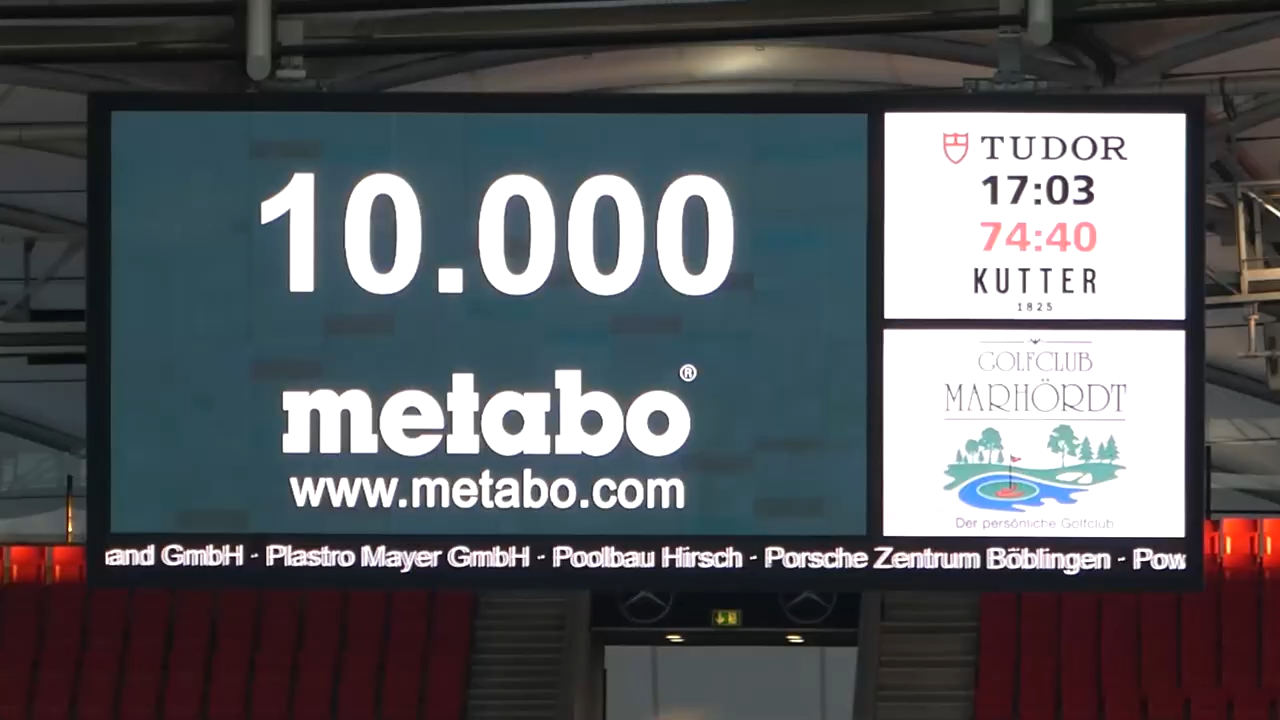 10.000
metabo®
www.metabo.com
TUDOR
17:03
74:40
KUTTER
1825
GOLFCLUB
MARHÖRDT
Der persönliche Golfclub
and GmbH - Plastro Mayer GmbH - Poolbau Hirsch - Porsche Zentrum Böblingen - Pow